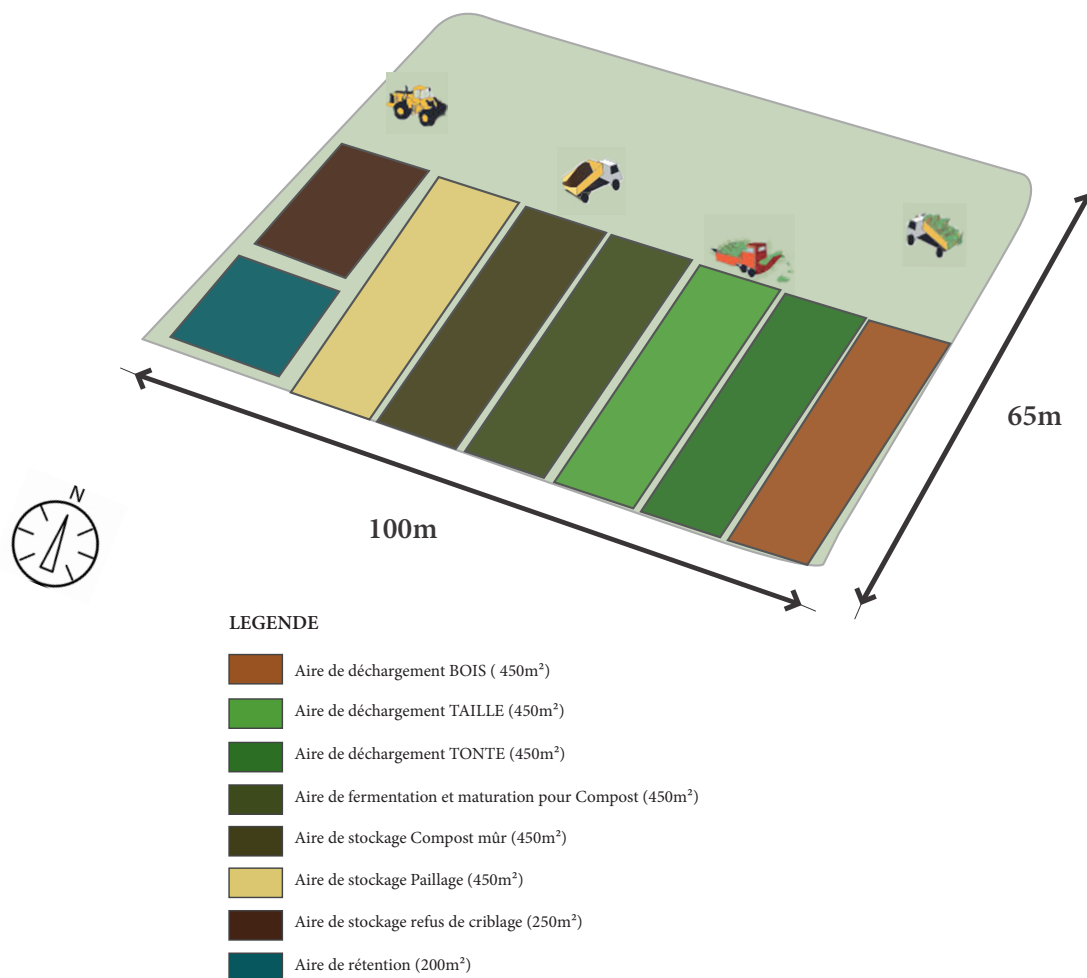 65m
100m
N
LEGENDE
Aire de déchargement BOIS ( 450m²)
Aire de déchargement TAILLE (450m²)
Aire de déchargement TONTE (450m²)
Aire de fermentation et maturation pour Compost (450m²)
Aire de stockage Compost mûr (450m²)
Aire de stockage Paillage (450m²)
Aire de stockage refus de criblage (250m²)
Aire de rétention (200m²)